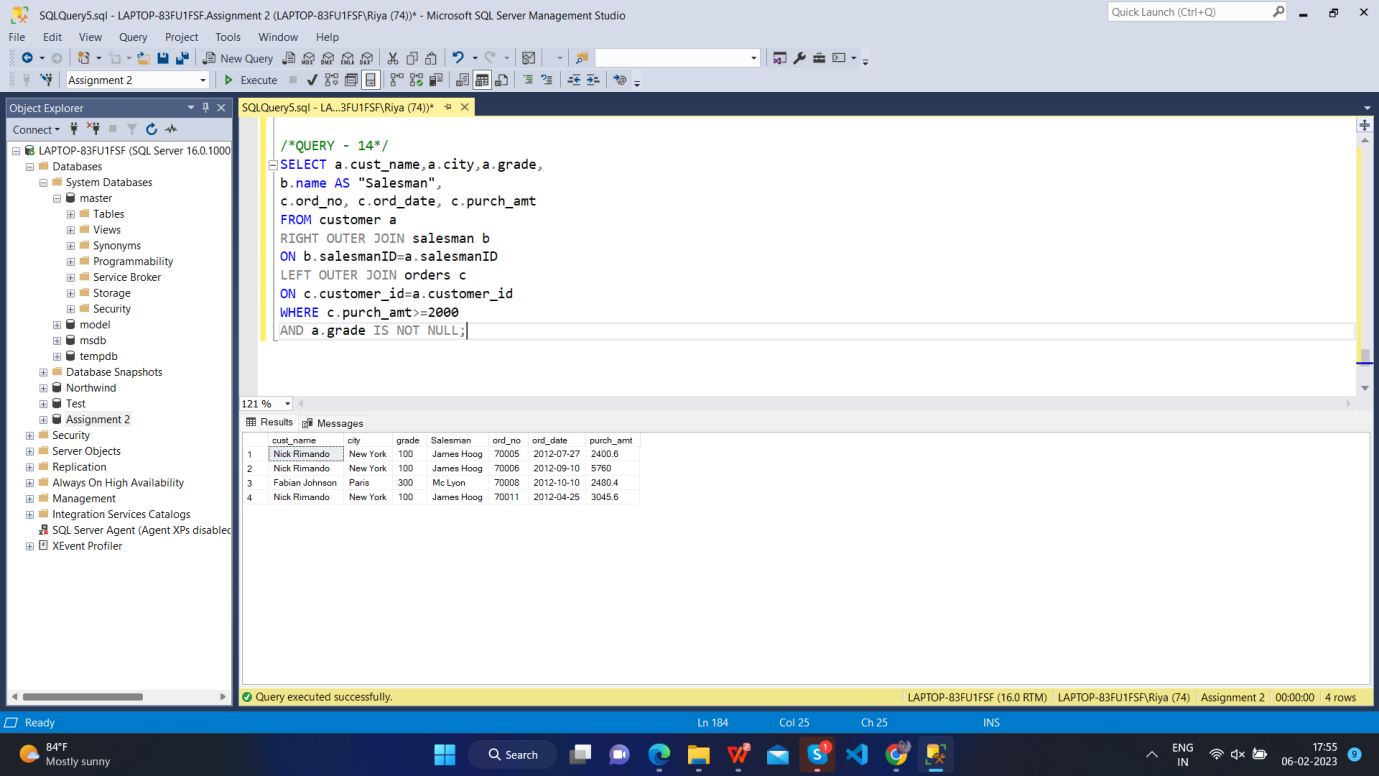 SQLQuery5.sql - LAPTOP-83FU1FSF.Assignment 2 (LAPTOP-83FU1FSF\Riya (74))* - Microsoft SQL Server Management Studio
Quick Launch (Ctrl+Q)
File Edit View Query Project Tools Window Help
New Query
Assignment 2
Execute
Object Explorer
SQLQuery5.sql - LA...3FU1FSF\Riya (74))*
Connect
LAPTOP-83FU1FSF (SQL Server 16.0.1000
Databases
System Databases
master
Tables
Views
Synonyms
Programmability
Service Broker
Storage
Security
model
msdb
tempdb
Database Snapshots
Northwind
Test
Assignment 2
Security
Server Objects
Replication
Always On High Availability
Management
Integration Services Catalogs
SQL Server Agent (Agent XPs disabled
XEvent Profiler
/*QUERY - 14*/
SELECT a.cust_name,a.city,a.grade,
b.name AS "Salesman",
c.ord_no, c.ord_date, c.purch_amt
FROM customer a
RIGHT OUTER JOIN salesman b
ON b.salesmanID=a.salesmanID
LEFT OUTER JOIN orders c
ON c.customer_id=a.customer_id
WHERE c.purch_amt>=2000
AND a.grade IS NOT NULL;
121 %
Results Messages
cust_name city grade Salesman ord_no ord_date purch_amt
1 Nick Rimando New York 100 James Hoog 70005 2012-07-27 2400.6
2 Nick Rimando New York 100 James Hoog 70006 2012-09-10 5760
3 Fabian Johnson Paris 300 Mc Lyon 70008 2012-10-10 2480.4
4 Nick Rimando New York 100 James Hoog 70011 2012-04-25 3045.6
Query executed successfully. LAPTOP-83FU1FSF (16.0 RTM) LAPTOP-83FU1FSF\Riya (74) Assignment 2 00:00:00 4 rows
Ready Ln 184 Col 25 Ch 25 INS
84°F
Mostly sunny
Search
ENG
IN
17:55
06-02-2023
9